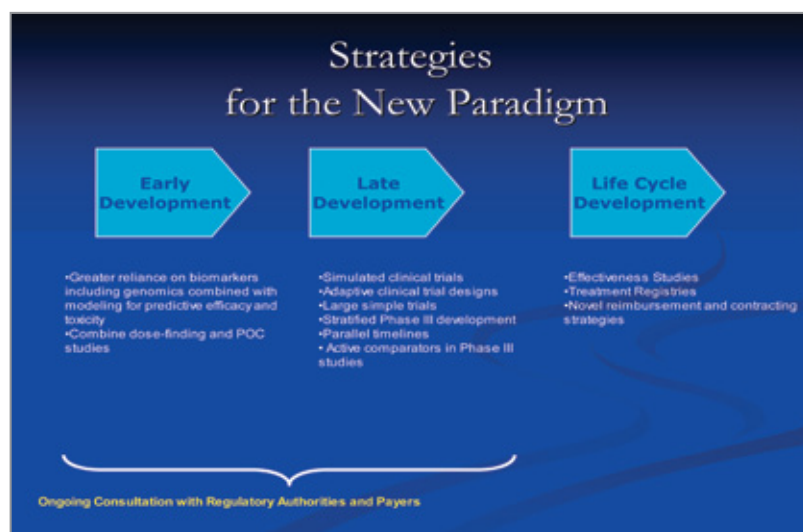 Strategies
for the New Paradigm
Early
Development
Late
Development
Life Cycle
Development
•Greater reliance on biomarkers
including genomics combined with
modeling for predictive efficacy and
toxicity
•Combine dose-finding and POC
studies
•Simulated clinical trials
•Adaptive clinical trial designs
•Large simple trials
•Stratified Phase III development
•Parallel timelines
• Active comparators in Phase III
studies
•Effectiveness Studies
•Treatment Registries
•Novel reimbursement and contracting
strategies
Ongoing Consultation with Regulatory Authorities and Payers